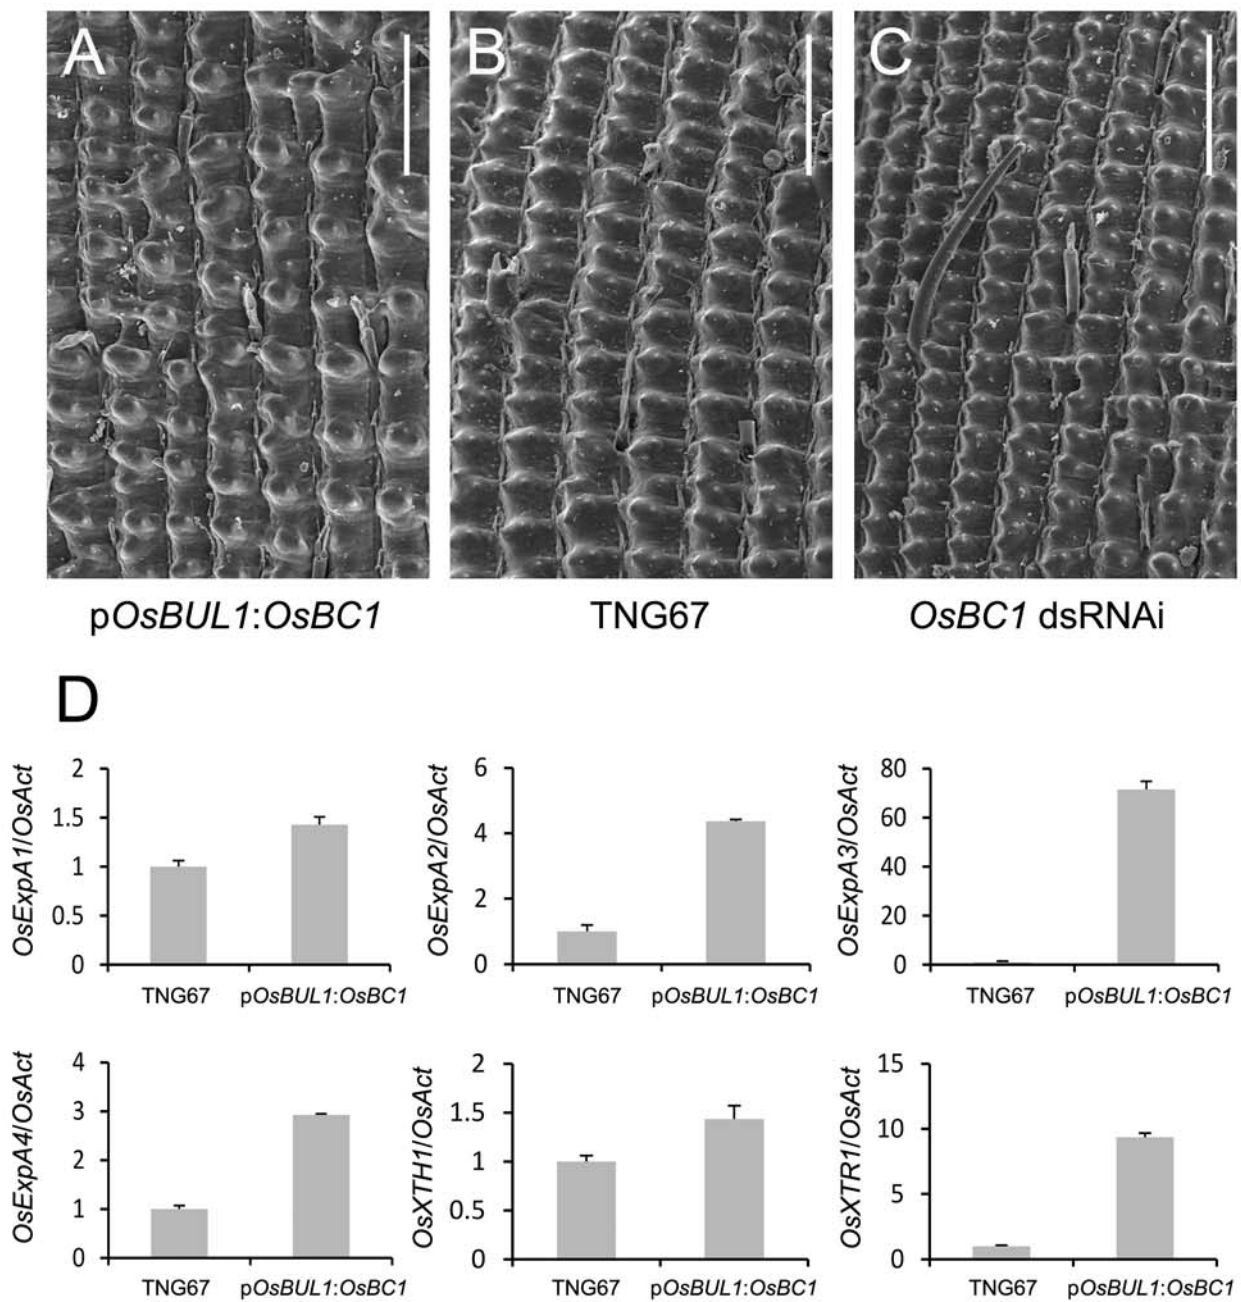 A B C
pOsBUL1:OsBC1 TNG67 OsBC1 dsRNAi
D
OsExpA1/OsAct
2
1.5
1
0.5
0
TNG67 pOsBUL1:OsBC1
OsExpA2/OsAct
6
4
2
0
TNG67 pOsBUL1:OsBC1
OsExpA3/OsAct
80
60
40
20
0
TNG67 pOsBUL1:OsBC1
OsExpA4/OsAct
4
3
2
1
0
TNG67 pOsBUL1:OsBC1
OsXTH1/OsAct
2
1.5
1
0.5
0
TNG67 pOsBUL1:OsBC1
OsXTR1/OsAct
15
10
5
0
TNG67 pOsBUL1:OsBC1